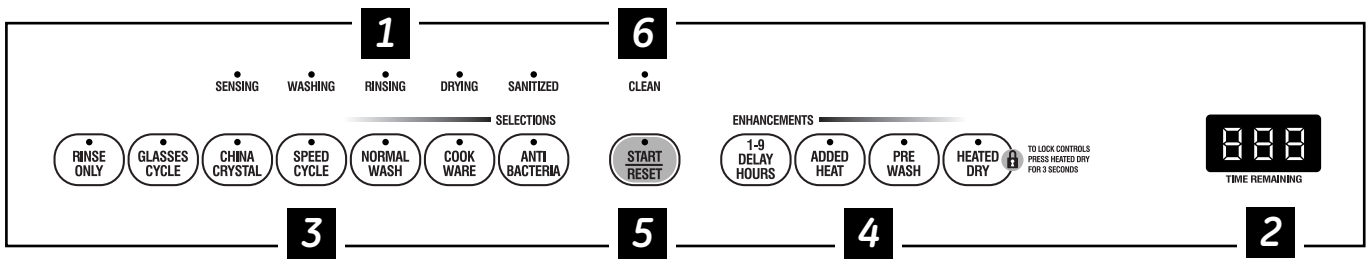 1
6
SENSING WASHING RINSING DRYING SANITIZED CLEAN
SELECTIONS
ENHANCEMENTS
RINSE
ONLY
GLASSES
CYCLE
CHINA
CRYSTAL
SPEED
CYCLE
NORMAL
WASH
COOK
WARE
ANTI
BACTERIA
START
RESET
1-9
DELAY
HOURS
ADDED
HEAT
PRE
WASH
HEATED
DRY
TO LOCK CONTROLS
PRESS HEATED DRY
FOR 3 SECONDS
888
TIME REMAINING
3
5
4
2